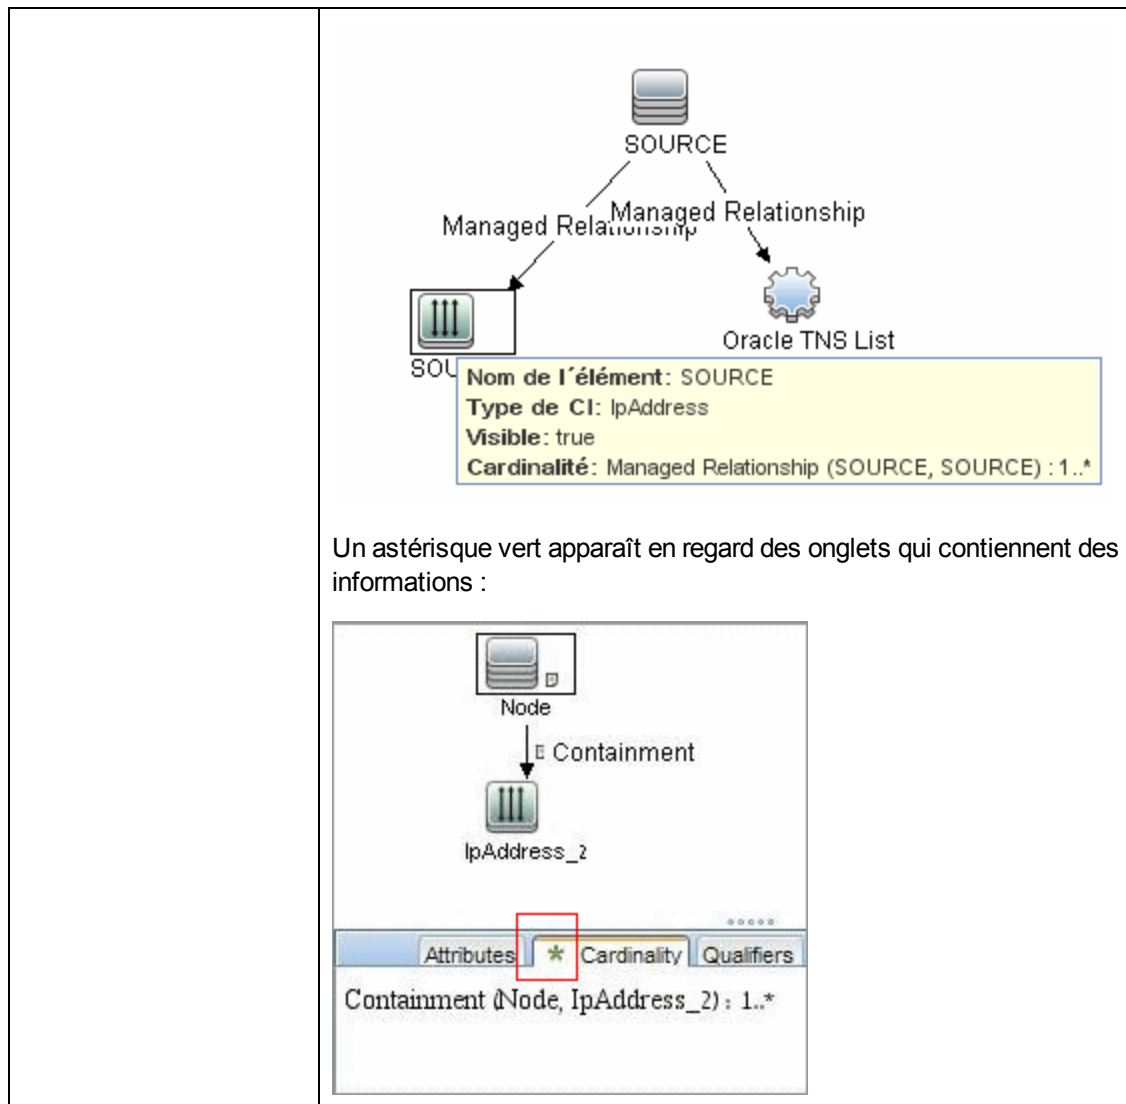 SOURCE
Managed Relationship
Managed Relationship
Oracle TNS List
SOU
Nom de l´élément: SOURCE
Type de CI: IpAddress
Visible: true
Cardinalité: Managed Relationship (SOURCE, SOURCE) : 1..*
Un astérisque vert apparaît en regard des onglets qui contiennent des
informations :
Node
Containment
IpAddress_2
Attributes * Cardinality Qualifiers
Containment (Node, IpAddress_2) : 1..*